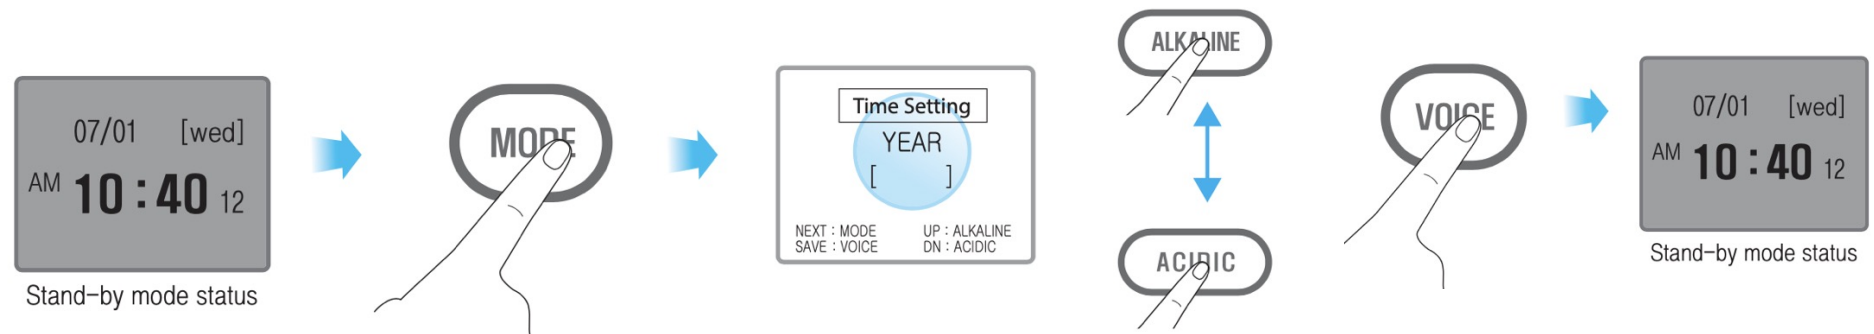 07/01 [wed]
AM 10:40 12
Stand-by mode status
MODE
Time Setting
YEAR
[ ]
NEXT : MODE UP : ALKALINE
SAVE : VOICE DN : ACIDIC
ALKALINE
ACIDIC
VOICE
07/01 [wed]
AM 10:40 12
Stand-by mode status